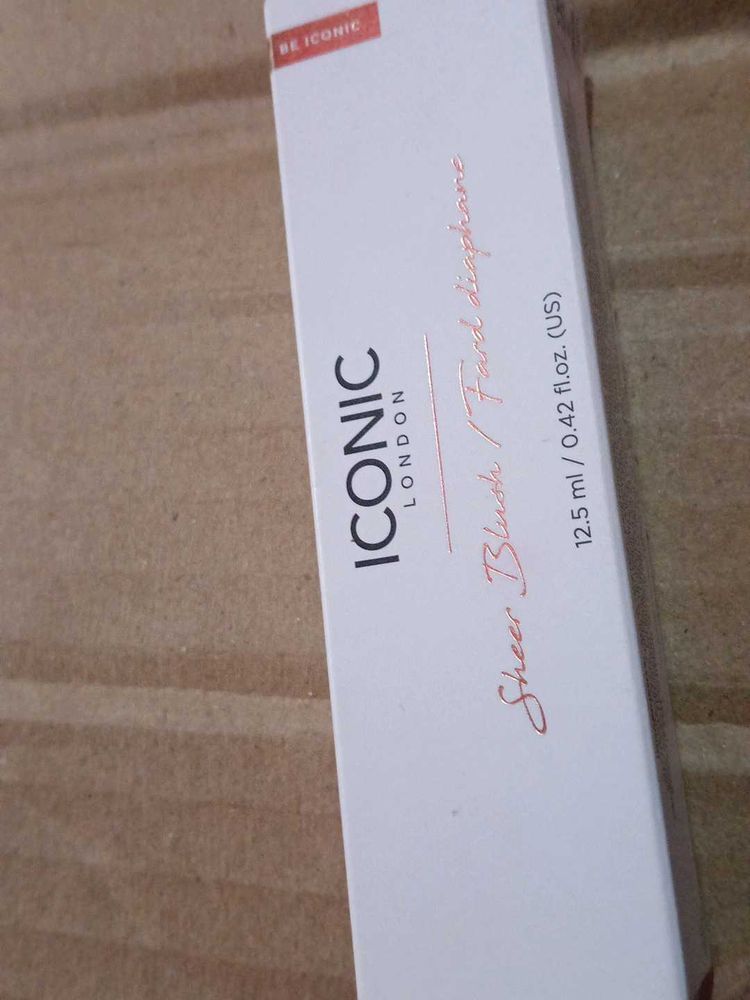 BE ICONIC
ICONIC
LONDON
Sheer Blush / Fard diaphane
12.5 ml / 0.42 fl.oz. (US)